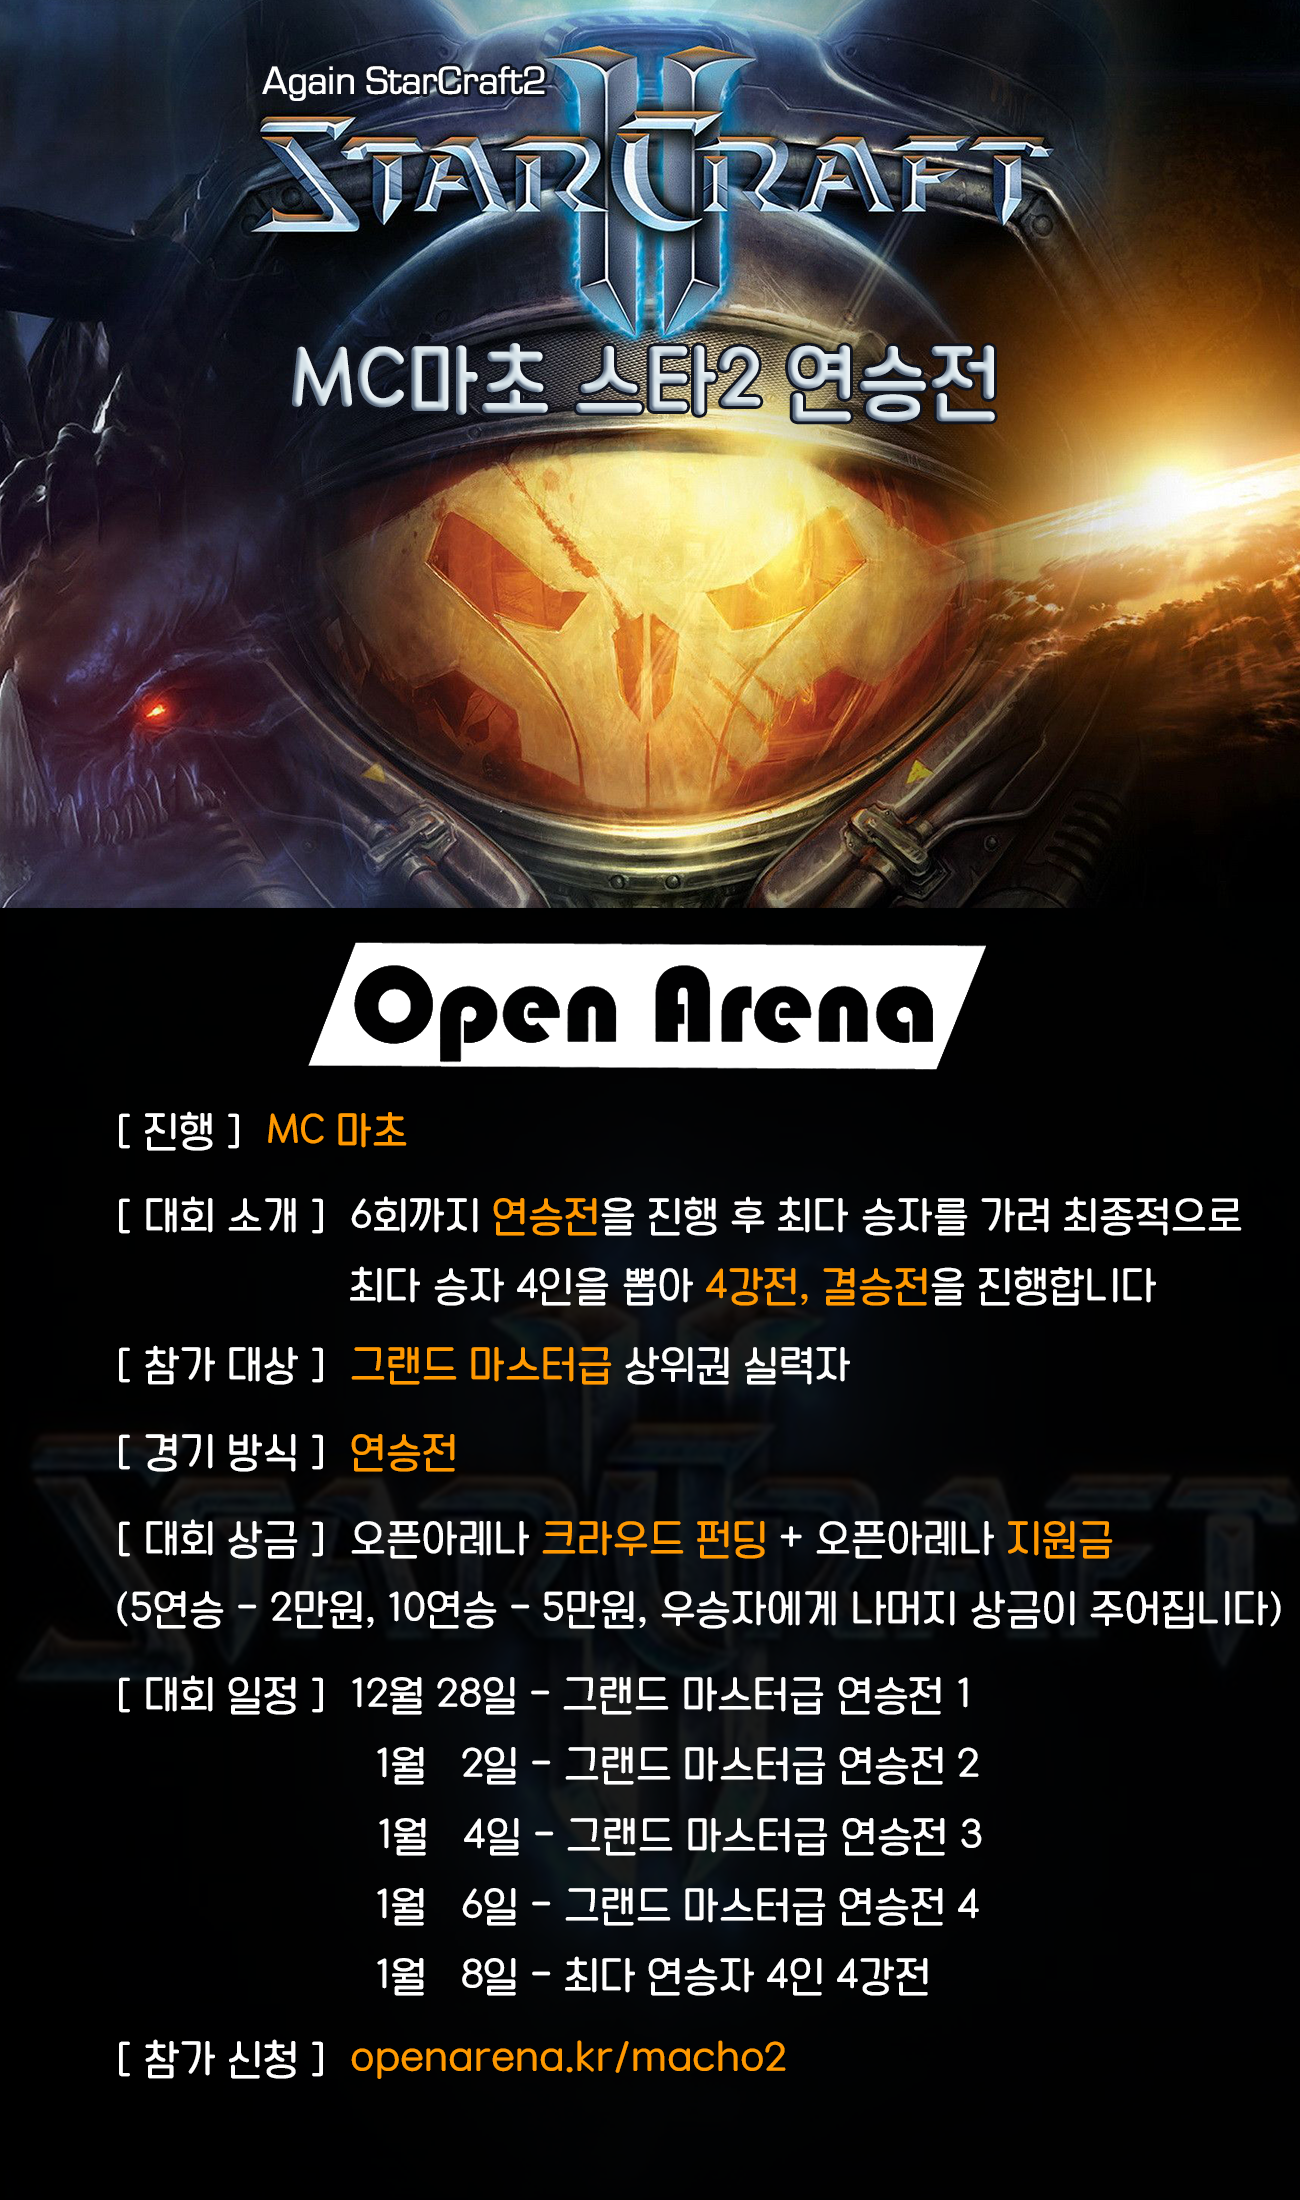 Again StarCraft2
STARCRAFT
II
MC마초 스타2 연승전
Open Arena
[ 진행 ] MC 마초
[ 대회 소개 ] 6회까지 연승전을 진행 후 최다 승자를 가려 최종적으로
최다 승자 4인을 뽑아 4강전, 결승전을 진행합니다
[ 참가 대상 ] 그랜드 마스터급 상위권 실력자
[ 경기 방식 ] 연승전
[ 대회 상금 ] 오픈아레나 크라우드 펀딩 + 오픈아레나 지원금
(5연승 - 2만원, 10연승 - 5만원, 우승자에게 나머지 상금이 주어집니다)
[ 대회 일정 ] 12월 28일 - 그랜드 마스터급 연승전 1
1월 2일 - 그랜드 마스터급 연승전 2
1월 4일 - 그랜드 마스터급 연승전 3
1월 6일 - 그랜드 마스터급 연승전 4
1월 8일 - 최다 연승자 4인 4강전
[ 참가 신청 ] openarena.kr/macho2